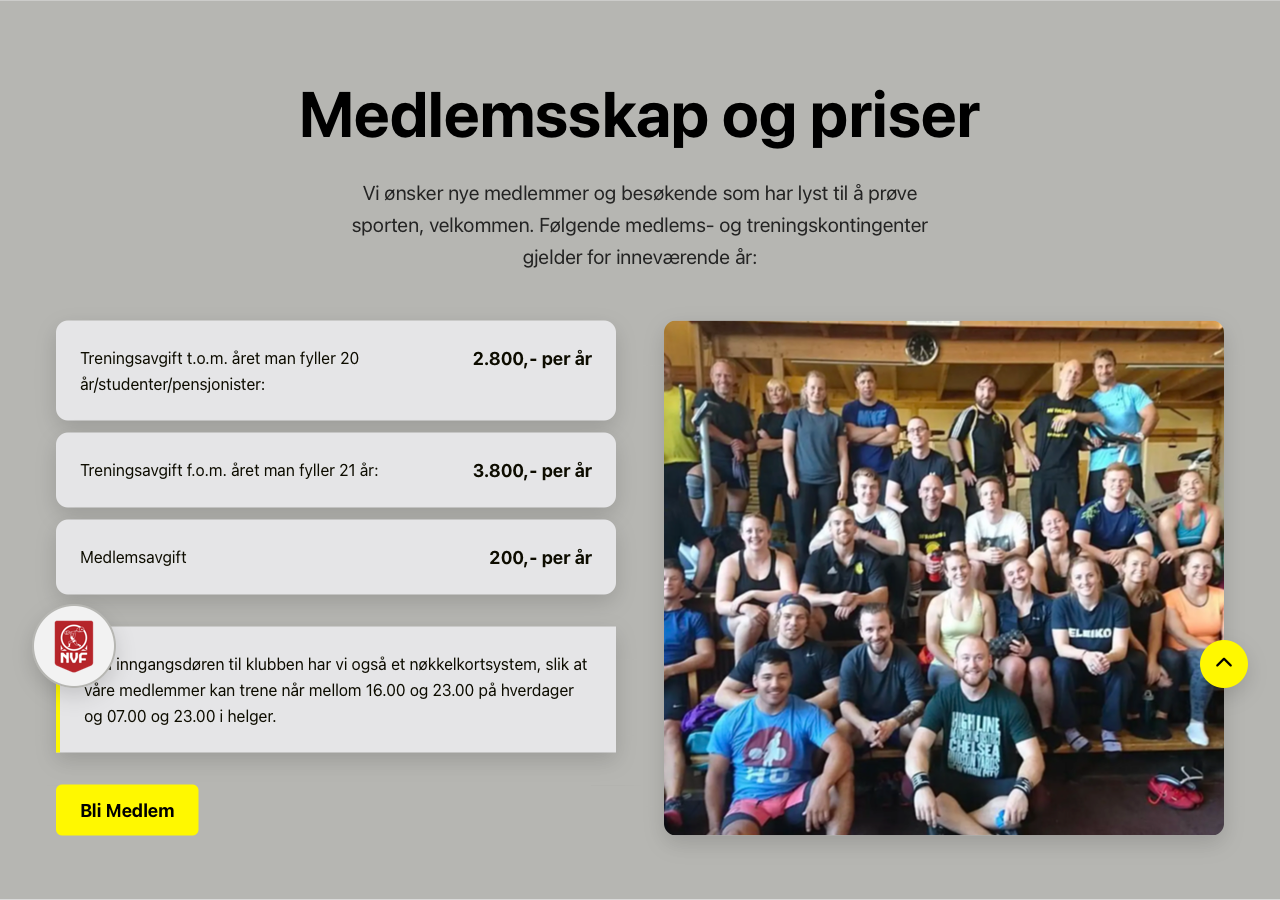 Medlemsskap og priser
Vi ønsker nye medlemmer og besøkende som har lyst til å prøve
sporten, velkommen. Følgende medlems- og treningskontingenter
gjelder for inneværende år:
Treningsavgift t.o.m. året man fyller 20
år/studenter/pensjonister:
2.800,- per år
Treningsavgift f.o.m. året man fyller 21 år:
3.800,- per år
Medlemsavgift
200,- per år
NVF
inngangsdøren til klubben har vi også et nøkkelkortsystem, slik at
våre medlemmer kan trene når mellom 16.00 og 23.00 på hverdager
og 07.00 og 23.00 i helger.
Bli Medlem
ELEIKO
HIGH LINE
CHELSEA